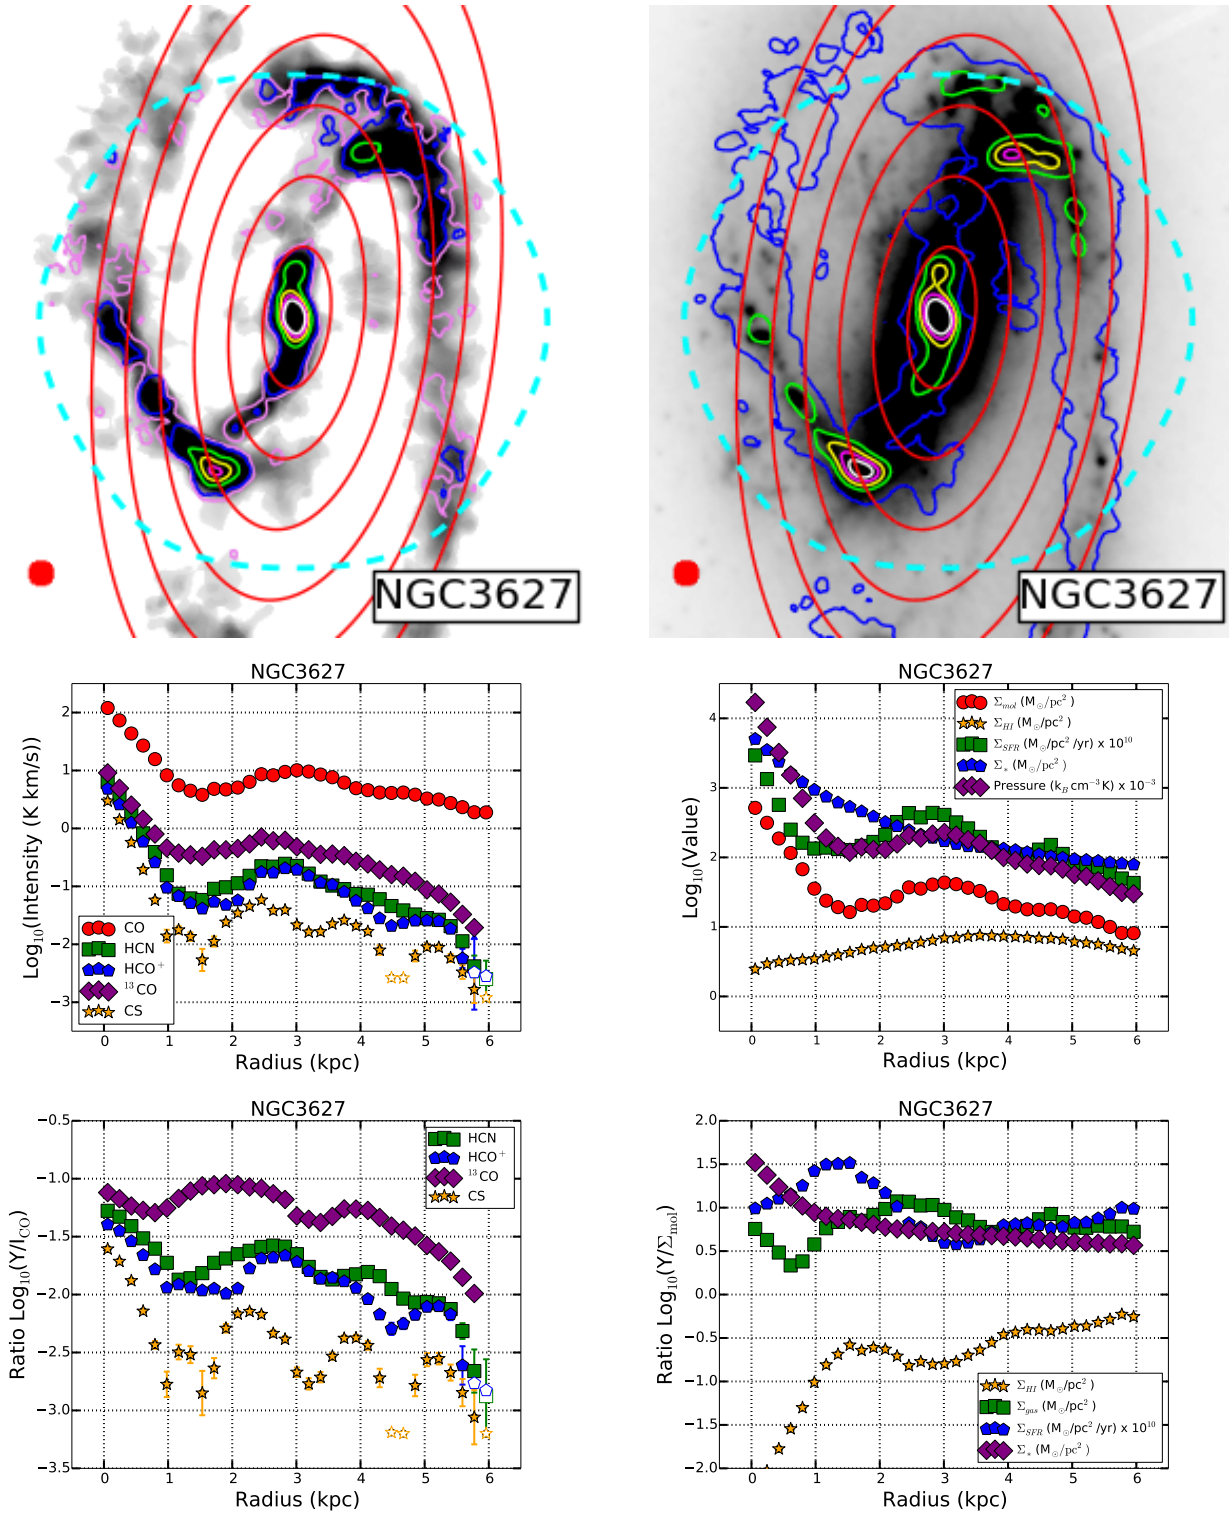 NGC3627
NGC3627
NGC3627
Log₁₀(Intensity (K km/s))
2
1
0
−1
−2
−3
CO
HCN
HCO⁺
¹³CO
CS
0 1 2 3 4 5 6
Radius (kpc)
NGC3627
Log₁₀(Value)
4
3
2
1
0
Σmol (M⊙/pc²)
ΣHI (M⊙/pc²)
ΣSFR (M⊙/pc²/yr) x 10¹⁰
Σ* (M⊙/pc²)
Pressure (kB cm⁻³ K) x 10⁻³
0 1 2 3 4 5 6
Radius (kpc)
NGC3627
Ratio Log₁₀(Y/I_CO)
−0.5
−1.0
−1.5
−2.0
−2.5
−3.0
−3.5
HCN
HCO⁺
¹³CO
CS
0 1 2 3 4 5 6
Radius (kpc)
NGC3627
Ratio Log₁₀(Y/Σmol)
2.0
1.5
1.0
0.5
0.0
−0.5
−1.0
−1.5
−2.0
ΣHI (M⊙/pc²)
Σgas (M⊙/pc²)
ΣSFR (M⊙/pc²/yr) x 10¹⁰
Σ* (M⊙/pc²)
0 1 2 3 4 5 6
Radius (kpc)